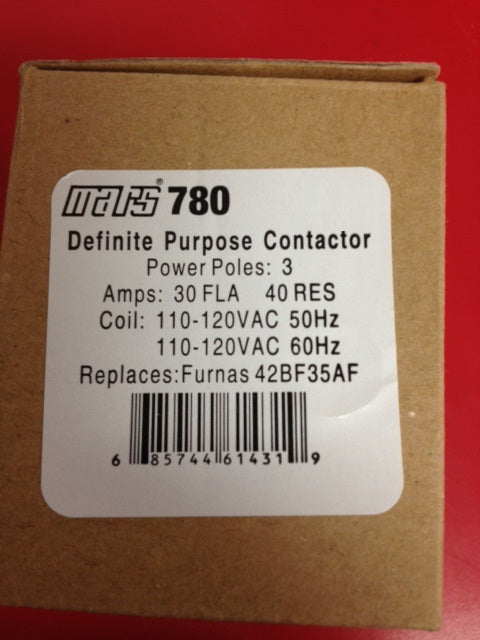 mars® 780
Definite Purpose Contactor
Power Poles: 3
Amps: 30 FLA 40 RES
Coil: 110-120VAC 50Hz
110-120VAC 60Hz
Replaces:Furnas 42BF35AF
6 85744 61431 9